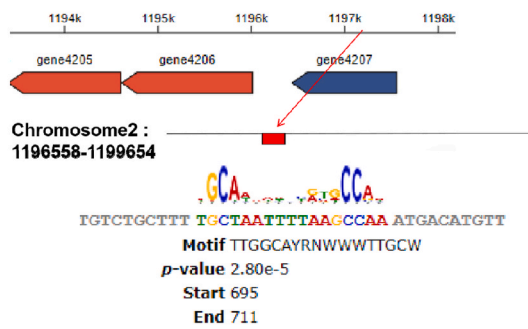 1194k 1195k 1196k 1197k 1198k
gene4205 gene4206 gene4207
Chromosome2 :
1196558-1199654
TGTCTGCTTT TGCTAATTTTAAGCCAA ATGACATGTT
Motif TTGGCAYRNWWWTTGCW
p-value 2.80e-5
Start 695
End 711